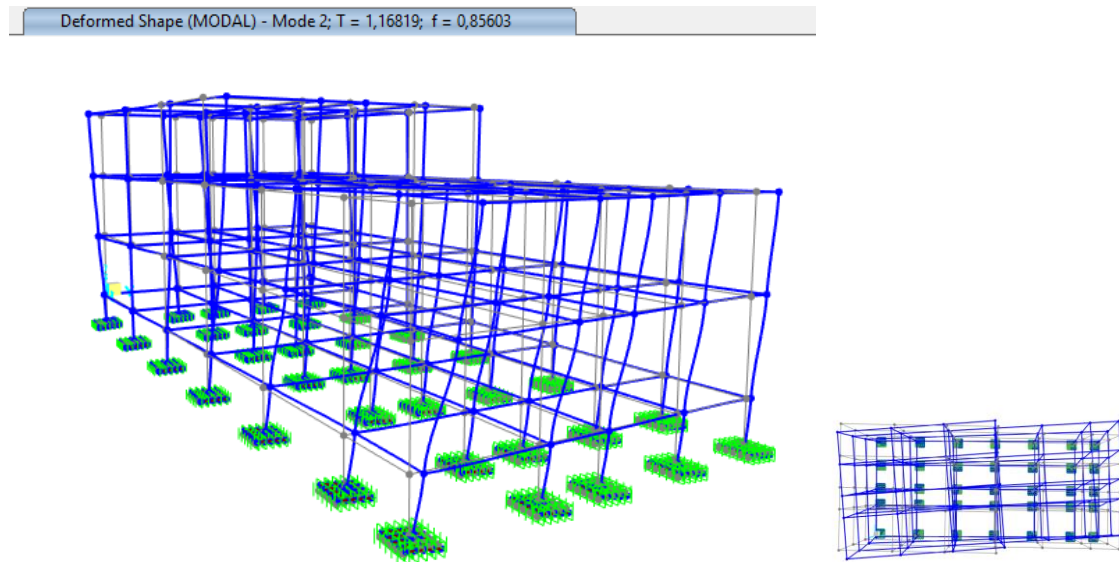 Deformed Shape (MODAL) - Mode 2; T = 1,16819; f = 0,85603